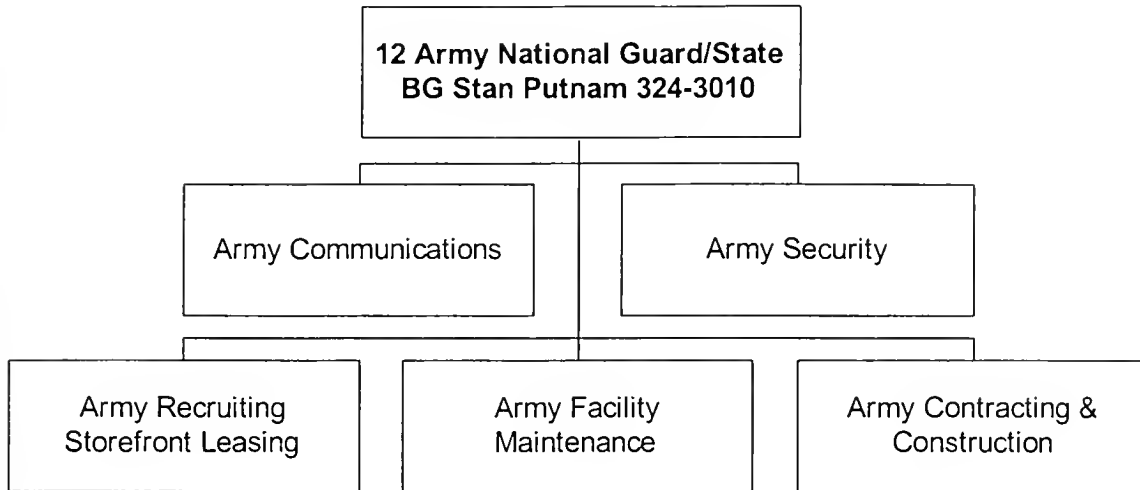 12 Army National Guard/State
BG Stan Putnam 324-3010
Army Communications
Army Security
Army Recruiting
Storefront Leasing
Army Facility
Maintenance
Army Contracting &
Construction